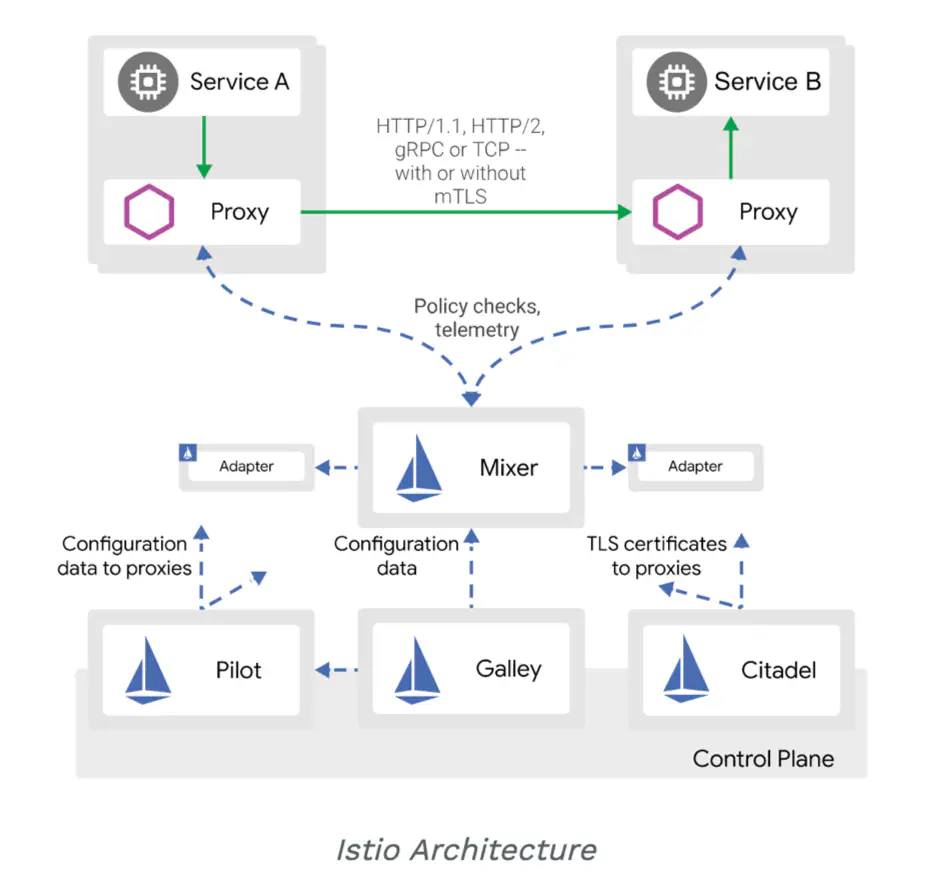 Service A
Service B
HTTP/1.1, HTTP/2,
gRPC or TCP --
with or without
mTLS
Proxy
Proxy
Policy checks,
telemetry
Adapter
Mixer
Adapter
Configuration
data to proxies
Configuration
data
TLS certificates
to proxies
Pilot
Galley
Citadel
Control Plane
Istio Architecture